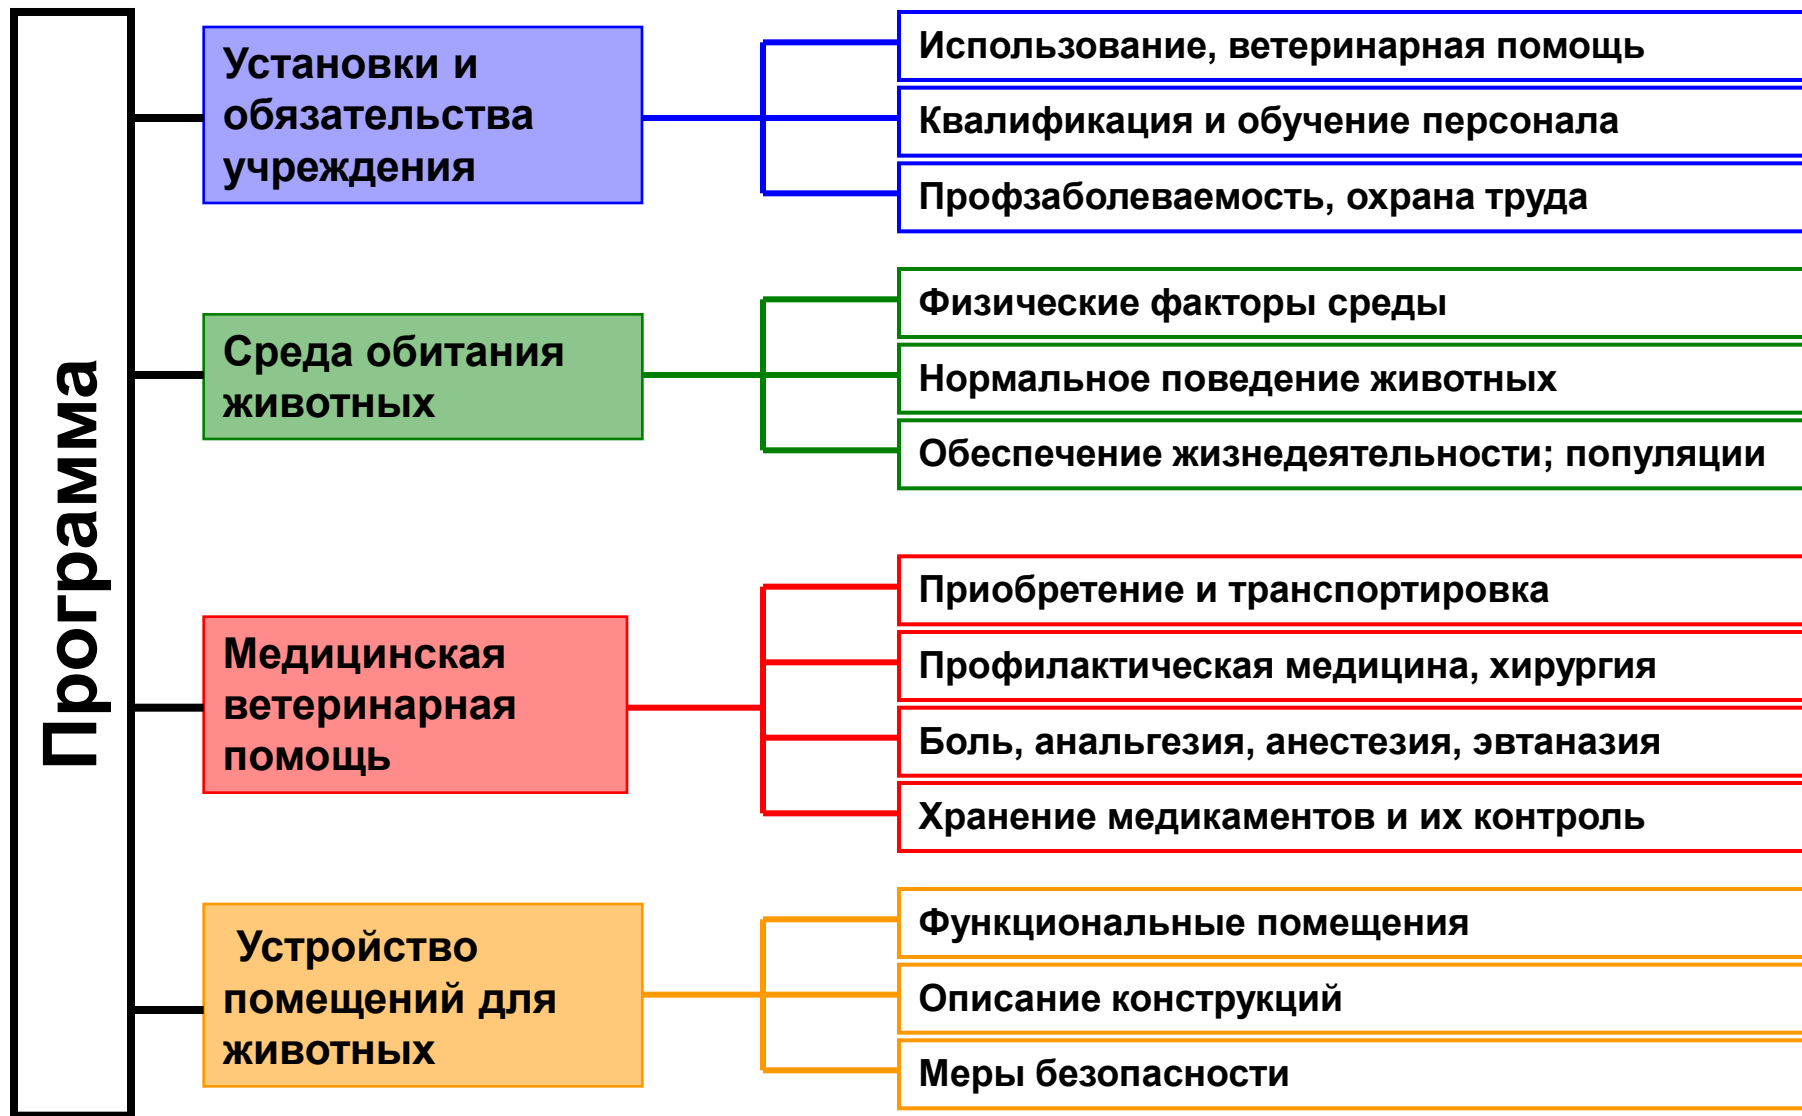 Программа
Установки и
обязательства
учреждения
Использование, ветеринарная помощь
Квалификация и обучение персонала
Профзаболеваемость, охрана труда
Среда обитания
животных
Физические факторы среды
Нормальное поведение животных
Обеспечение жизнедеятельности; популяции
Медицинская
ветеринарная
помощь
Приобретение и транспортировка
Профилактическая медицина, хирургия
Боль, анальгезия, анестезия, эвтаназия
Хранение медикаментов и их контроль
Устройство
помещений для
животных
Функциональные помещения
Описание конструкций
Меры безопасности